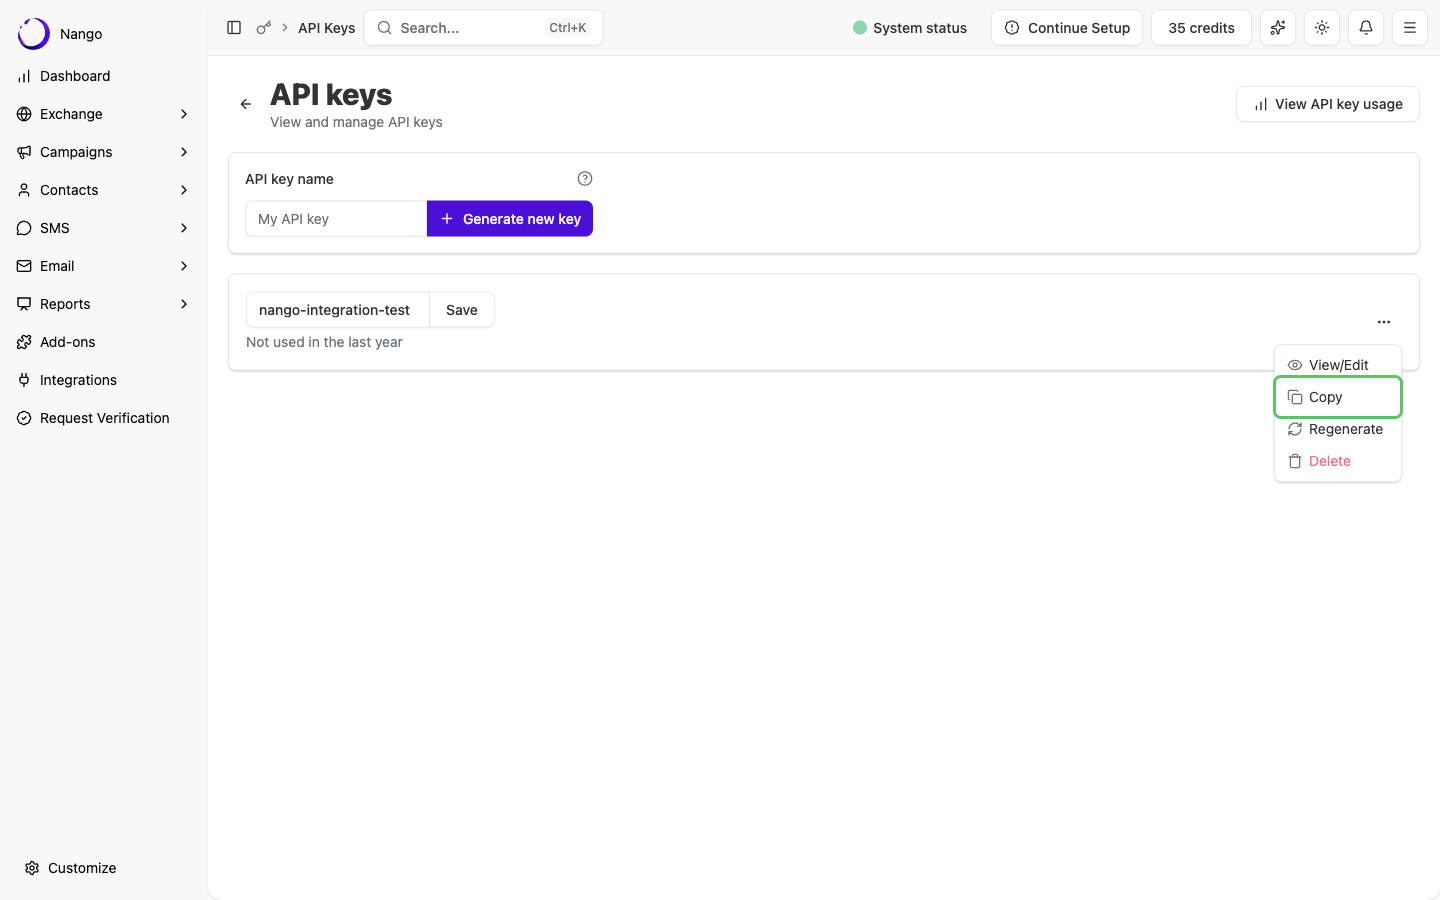 Nango
Dashboard
Exchange
Campaigns
Contacts
SMS
Email
Reports
Add-ons
Integrations
Request Verification
Customize
API Keys
Search...
Ctrl+K
System status
Continue Setup
35 credits
API keys
View and manage API keys
View API key usage
API key name
My API key
Generate new key
nango-integration-test
Save
Not used in the last year
View/Edit
Copy
Regenerate
Delete